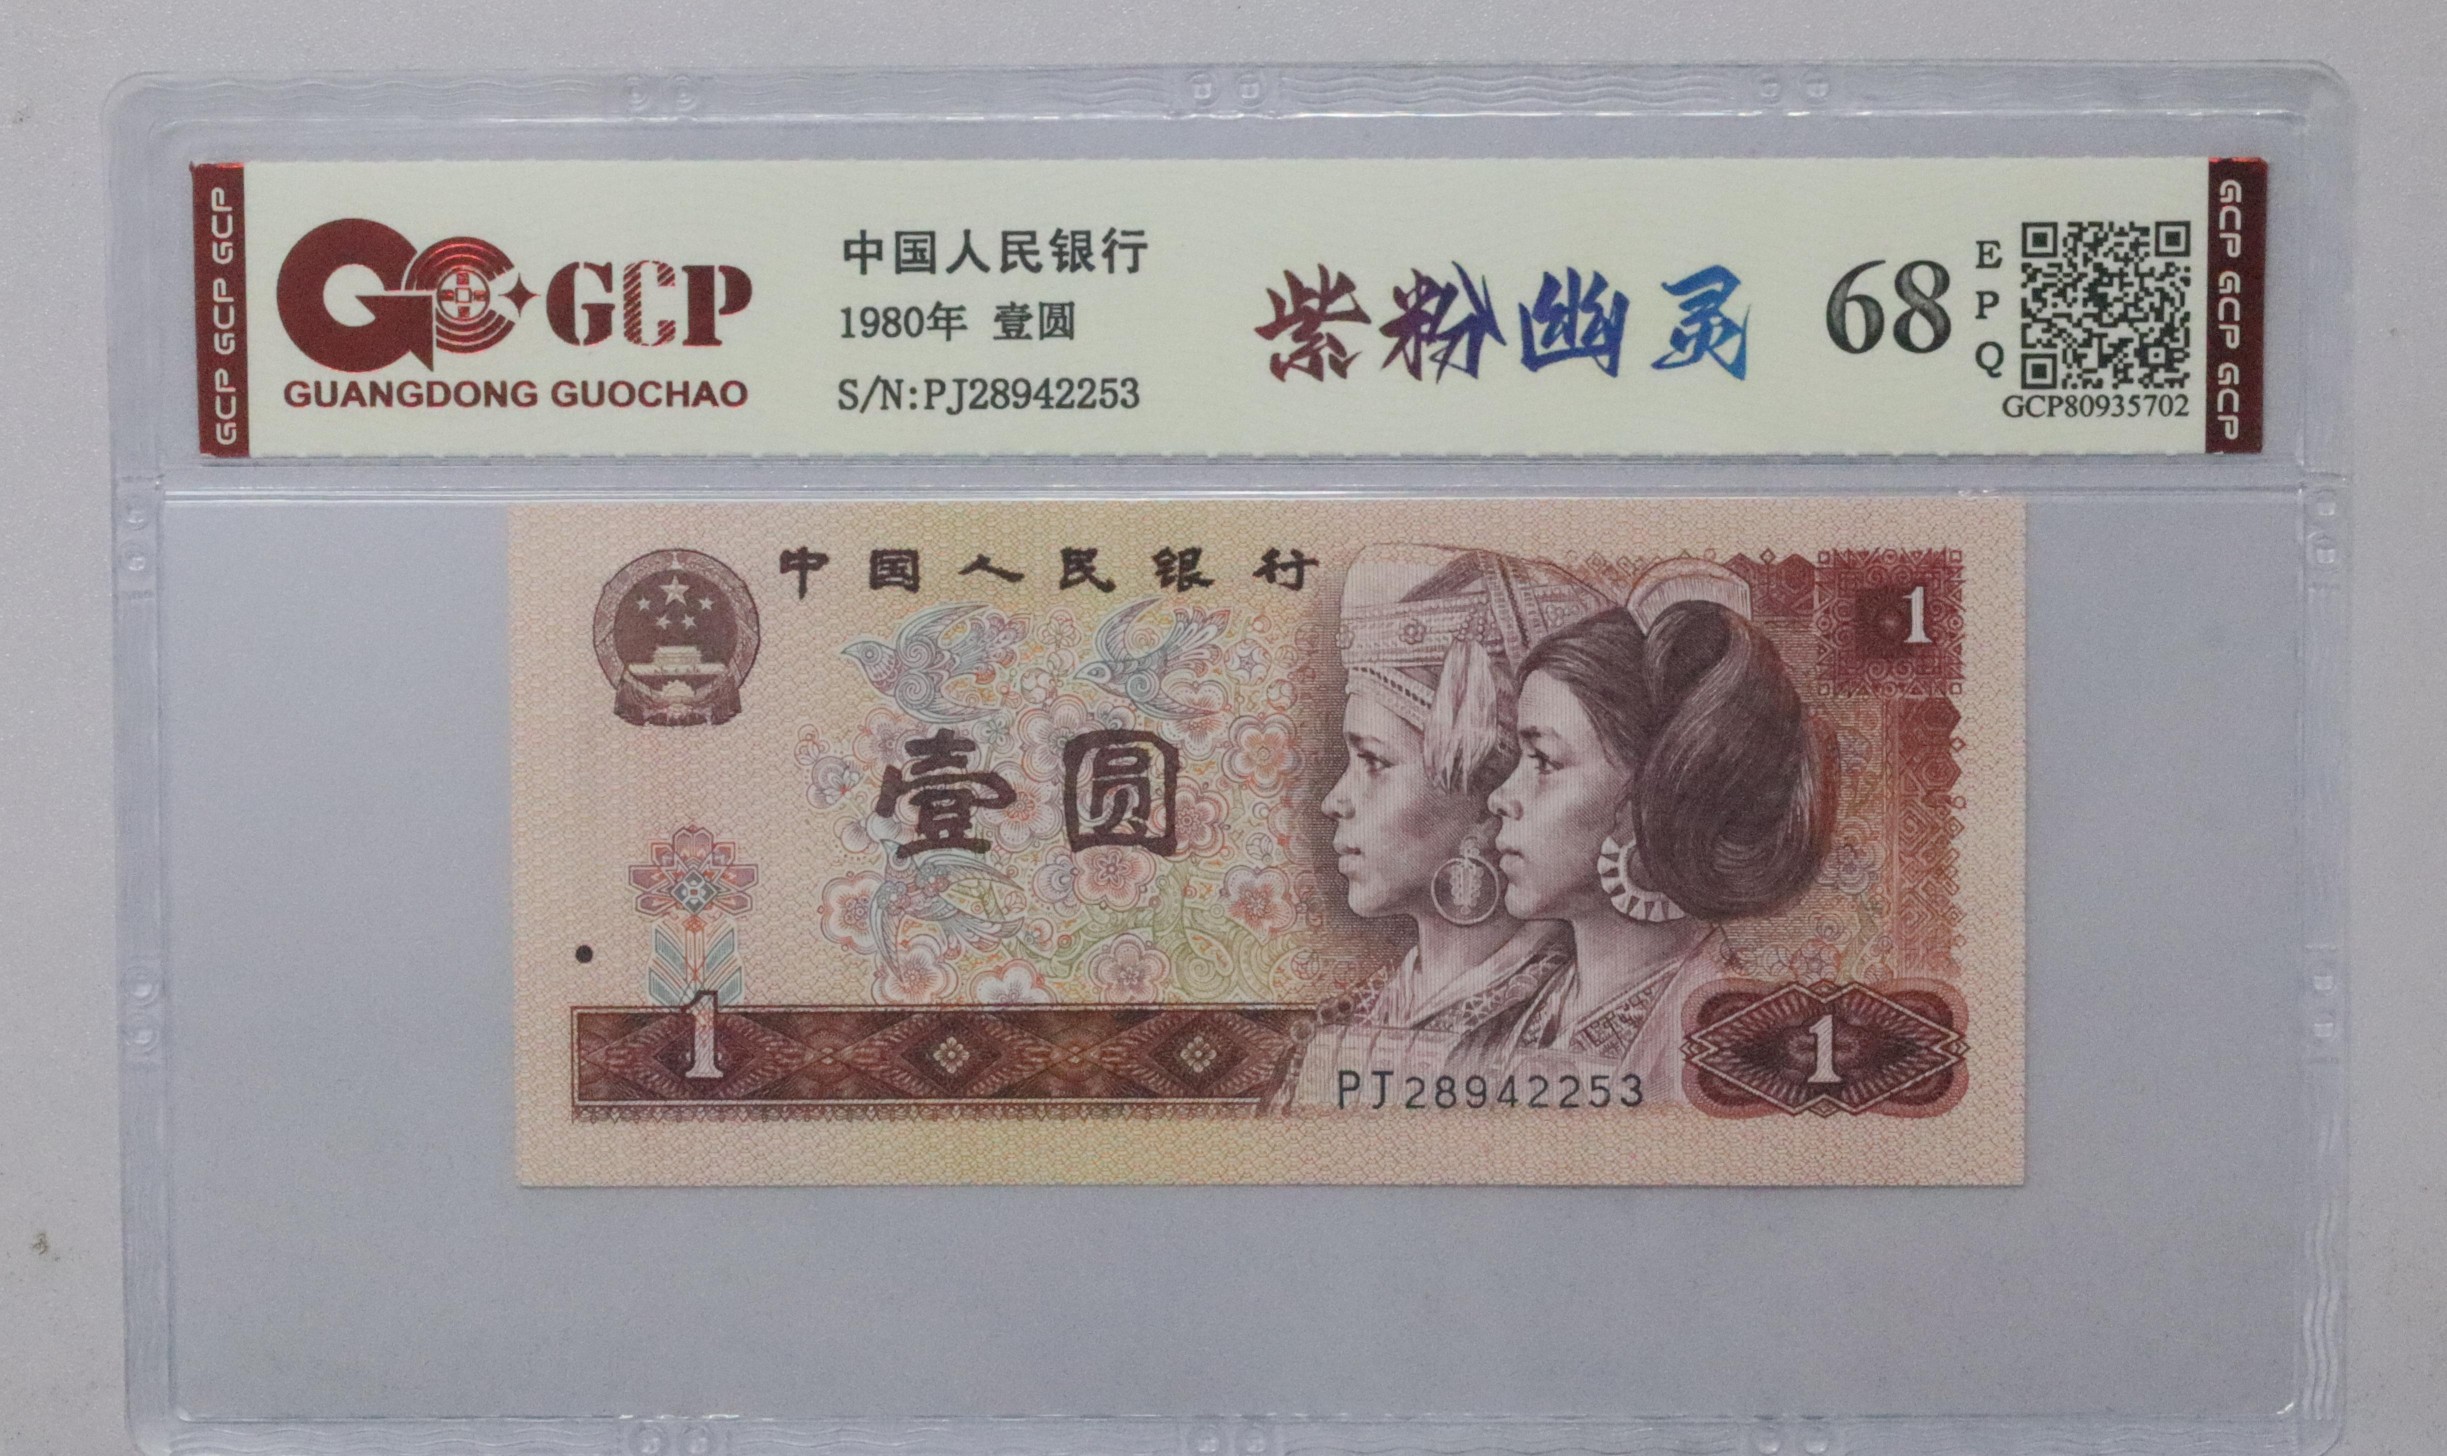 GCP GCP GCP
GCP
GUANGDONG GUOCHAO
中国人民银行
1980年 壹圆
S/N:PJ28942253
紫粉幽灵
68
EPQ
GCP80935702
GCP GCP GCP
中国人民银行
1
壹圆
1
1
PJ28942253